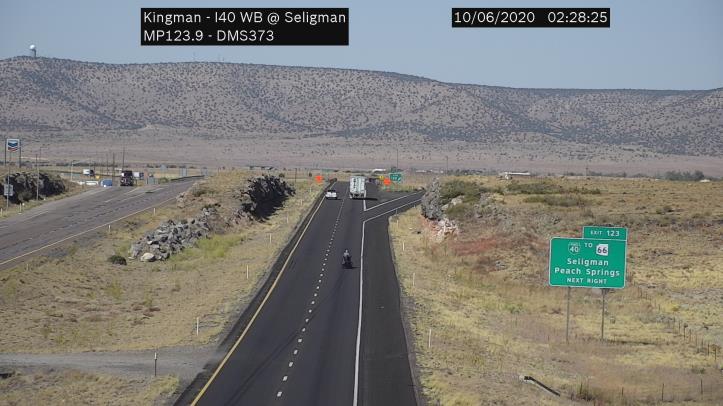 Kingman - I40 WB @ Seligman
MP123.9 - DMS373
10/06/2020 02:28:25
EXIT 123
40 TO 66
Seligman
Peach Springs
NEXT RIGHT